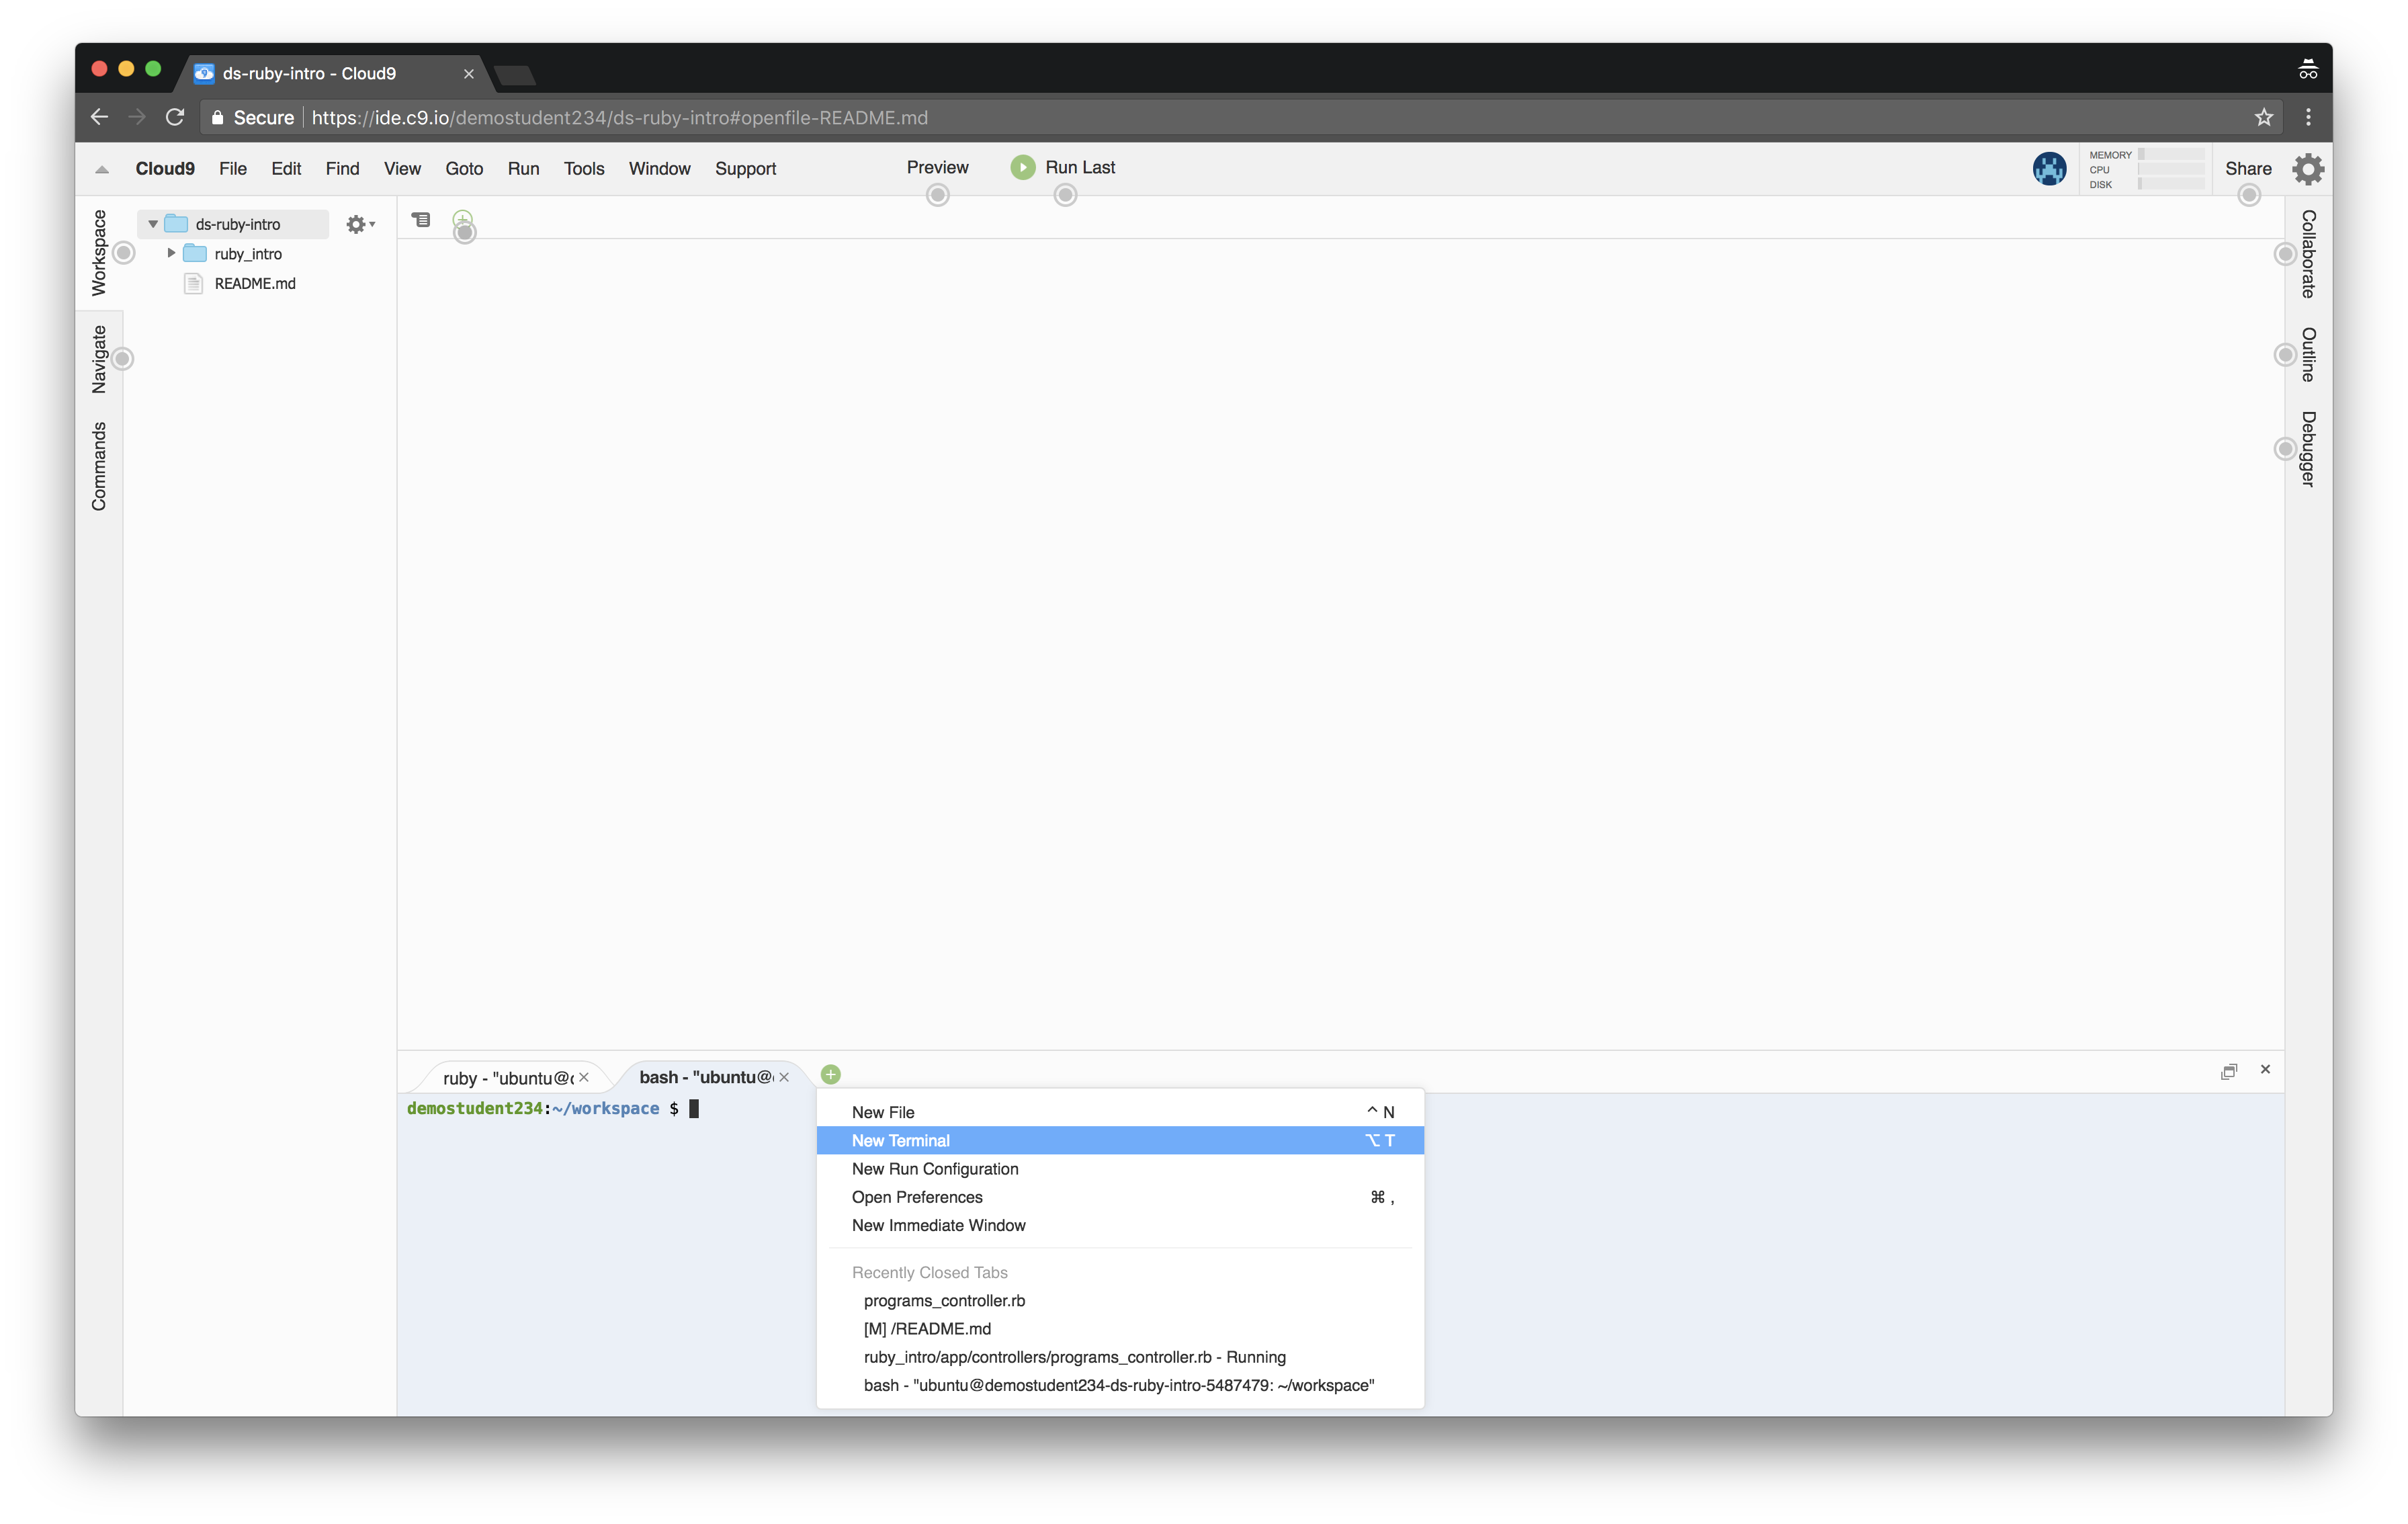 ds-ruby-intro - Cloud9
Secure https://ide.c9.io/demostudent234/ds-ruby-intro#openfile-README.md
Cloud9 File Edit Find View Goto Run Tools Window Support Preview Run Last
MEMORY
CPU
DISK
Share
Workspace
Navigate
Commands
ds-ruby-intro
ruby_intro
README.md
Collaborate
Outline
Debugger
ruby - "ubuntu@ bash - "ubuntu@
demostudent234:~/workspace $
New File ^ N
New Terminal ⌥ T
New Run Configuration
Open Preferences ⌘ ,
New Immediate Window
Recently Closed Tabs
programs_controller.rb
[M] /README.md
ruby_intro/app/controllers/programs_controller.rb - Running
bash - "ubuntu@demostudent234-ds-ruby-intro-5487479: ~/workspace"